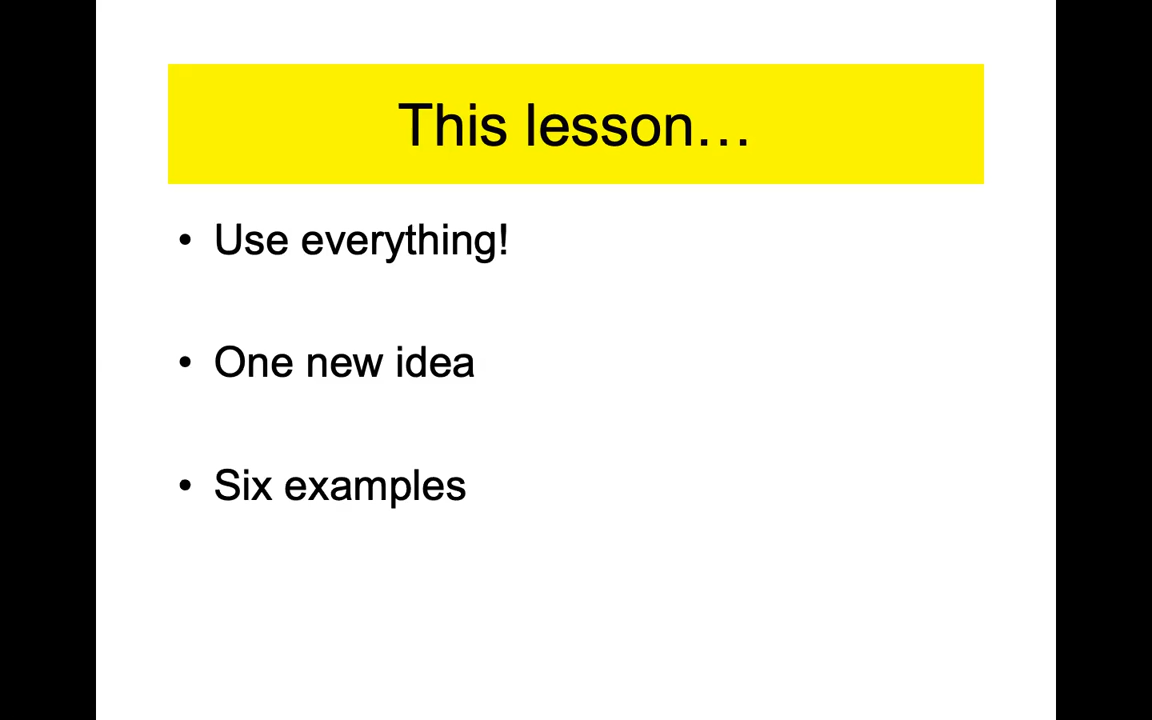 This lesson…
• Use everything!
• One new idea
• Six examples